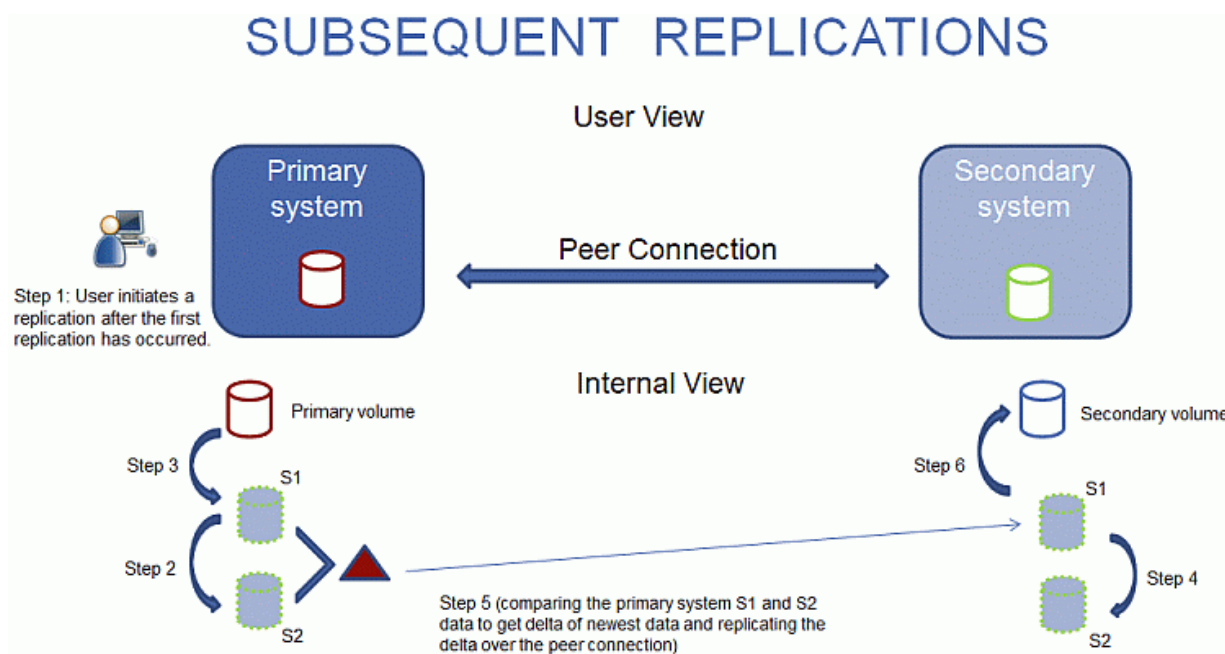 SUBSEQUENT REPLICATIONS
User View
Primary
system
Secondary
system
Peer Connection
Step 1: User initiates a
replication after the first
replication has occurred.
Internal View
Primary volume
Secondary volume
Step 3
Step 6
S1
S1
Step 2
Step 4
Step 5 (comparing the primary system S1 and S2
data to get delta of newest data and replicating the
delta over the peer connection)
S2
S2